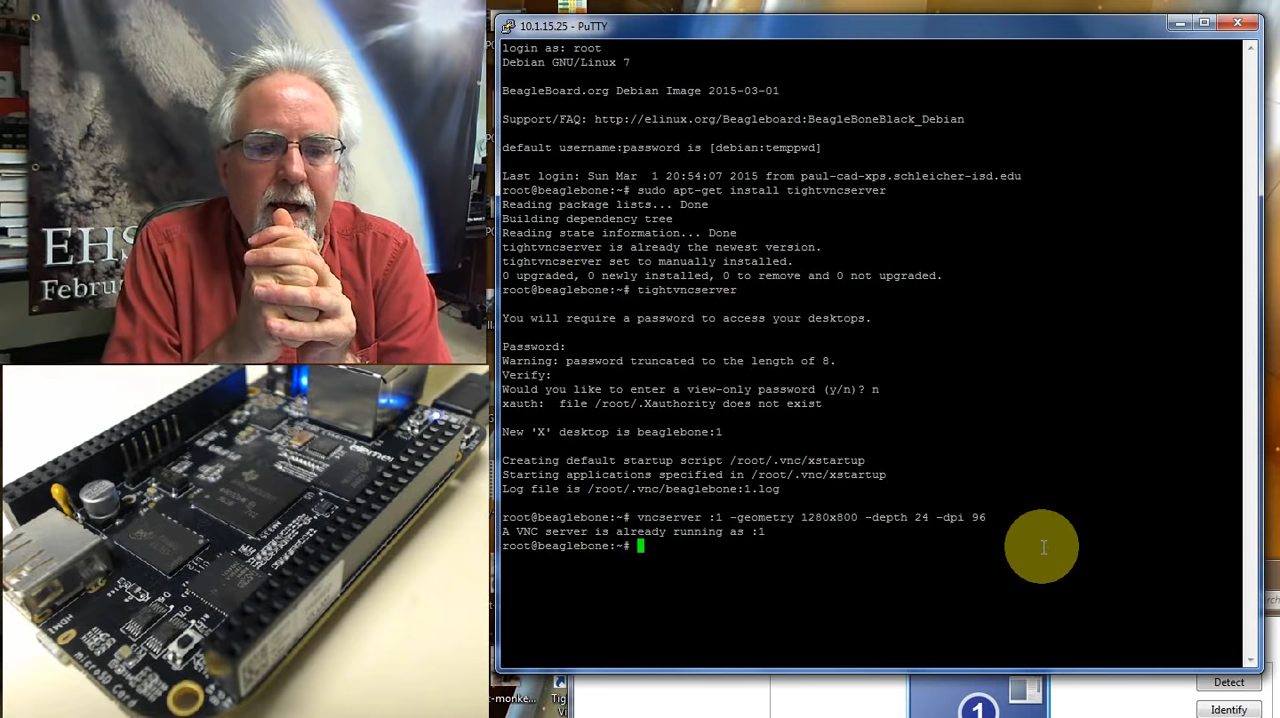 EHS
Februa
HDMI
microSD Card
10.1.15.25 - PuTTY
login as: root
Debian GNU/Linux 7
BeagleBoard.org Debian Image 2015-03-01
Support/FAQ: http://elinux.org/Beagleboard:BeagleBoneBlack_Debian
default username:password is [debian:temppwd]
Last login: Sun Mar  1 20:54:07 2015 from paul-cad-xps.schleicher-isd.edu
root@beaglebone:~# sudo apt-get install tightvncserver
Reading package lists... Done
Building dependency tree
Reading state information... Done
tightvncserver is already the newest version.
tightvncserver set to manually installed.
0 upgraded, 0 newly installed, 0 to remove and 0 not upgraded.
root@beaglebone:~# tightvncserver
You will require a password to access your desktops.
Password:
Warning: password truncated to the length of 8.
Verify:
Would you like to enter a view-only password (y/n)? n
xauth:  file /root/.Xauthority does not exist
New 'X' desktop is beaglebone:1
Creating default startup script /root/.vnc/xstartup
Starting applications specified in /root/.vnc/xstartup
Log file is /root/.vnc/beaglebone:1.log
root@beaglebone:~# vncserver :1 -geometry 1280x800 -depth 24 -dpi 96
A VNC server is already running as :1
root@beaglebone:~#
t-monke...
Tig
Vi
1
Detect
Identify